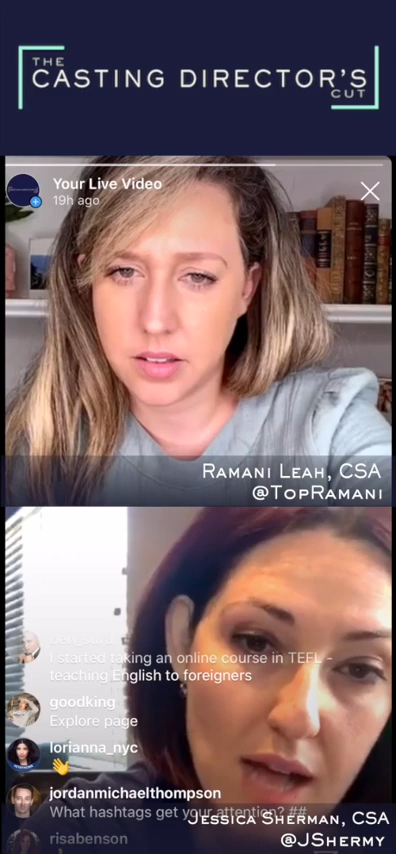 THE
CASTING DIRECTOR'S
CUT
Your Live Video
19h ago
RAMANI LEAH, CSA
@TOPRAMANI
I started taking an online course in TEFL -
teaching English to foreigners
goodking
Explore page
lorianna_nyc
👋
jordanmichaelthompson
What hashtags get your attention? ##
JESSICA SHERMAN, CSA
@JSHERMY
risabenson